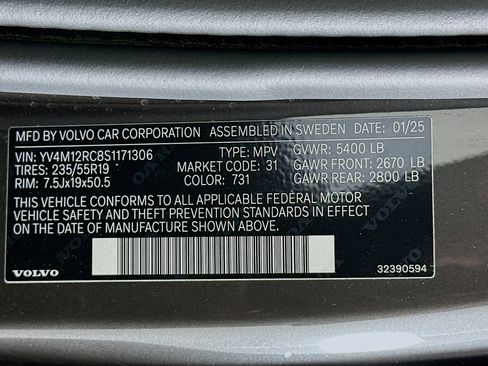 MFD BY VOLVO CAR CORPORATION ASSEMBLED IN SWEDEN DATE: 01/25
VIN: YV4M12RC8S1171306 TYPE: MPV GVWR: 5400 LB
TIRES: 235/55R19 MARKET CODE: 31 GAWR FRONT: 2670 LB
RIM: 7.5Jx19x50.5 COLOR: 731 GAWR REAR: 2800 LB
THIS VEHICLE CONFORMS TO ALL APPLICABLE FEDERAL MOTOR
VEHICLE SAFETY AND THEFT PREVENTION STANDARDS IN EFFECT
ON THE DATE OF MANUFACTURE SHOWN ABOVE.
VOLVO 32390594